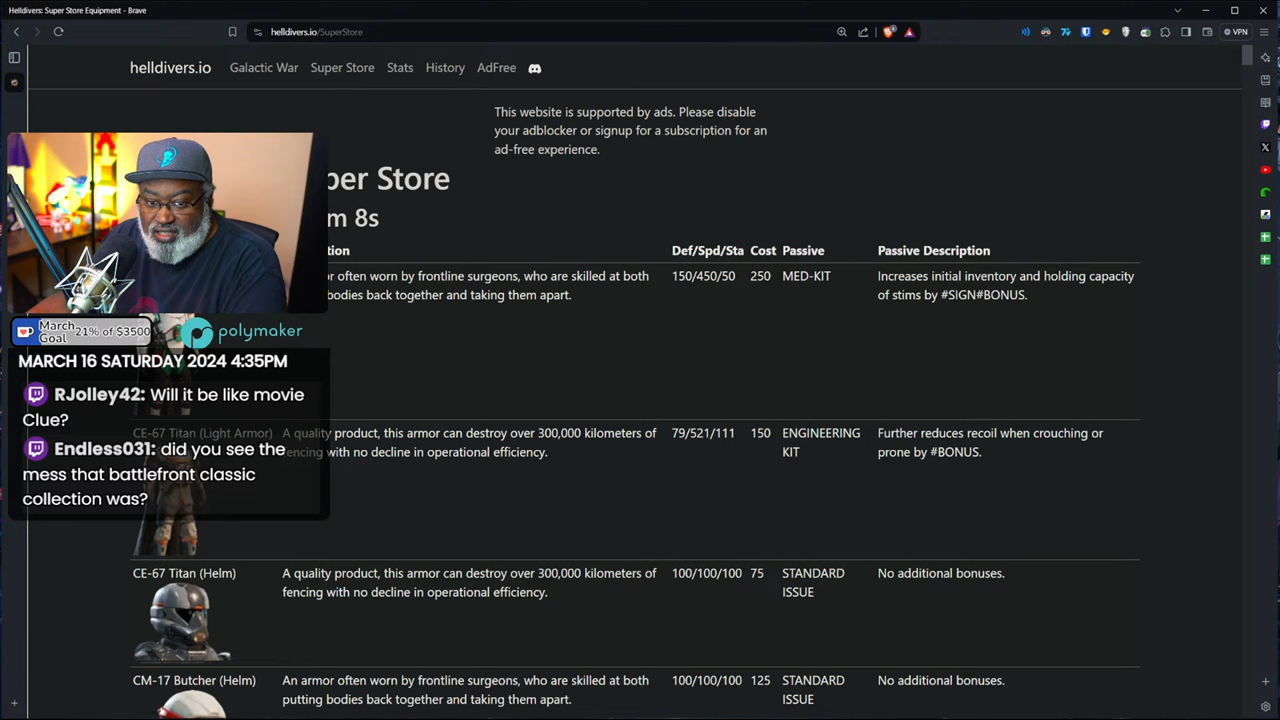 Helldivers: Super Store Equipment - Brave
helldivers.io/SuperStore
VPN
helldivers.io Galactic War Super Store Stats History AdFree
This website is supported by ads. Please disable
your adblocker or signup for a subscription for an
ad-free experience.
per Store
m 8s
tion Def/Spd/Sta Cost Passive Passive Description
or often worn by frontline surgeons, who are skilled at both 150/450/50 250 MED-KIT Increases initial inventory and holding capacity
bodies back together and taking them apart. of stims by #SIGN#BONUS.
March
Goal
21% of $3500
polymaker
MARCH 16 SATURDAY 2024 4:35PM
RJolley42: Will it be like movie
Clue?
Endless031: did you see the
mess that battlefront classic
collection was?
CE-67 Titan (Light Armor) A quality product, this armor can destroy over 300,000 kilometers of 79/521/111 150 ENGINEERING Further reduces recoil when crouching or
fencing with no decline in operational efficiency. KIT prone by #BONUS.
CE-67 Titan (Helm) A quality product, this armor can destroy over 300,000 kilometers of 100/100/100 75 STANDARD No additional bonuses.
fencing with no decline in operational efficiency. ISSUE
CM-17 Butcher (Helm) An armor often worn by frontline surgeons, who are skilled at both 100/100/100 125 STANDARD No additional bonuses.
putting bodies back together and taking them apart. ISSUE